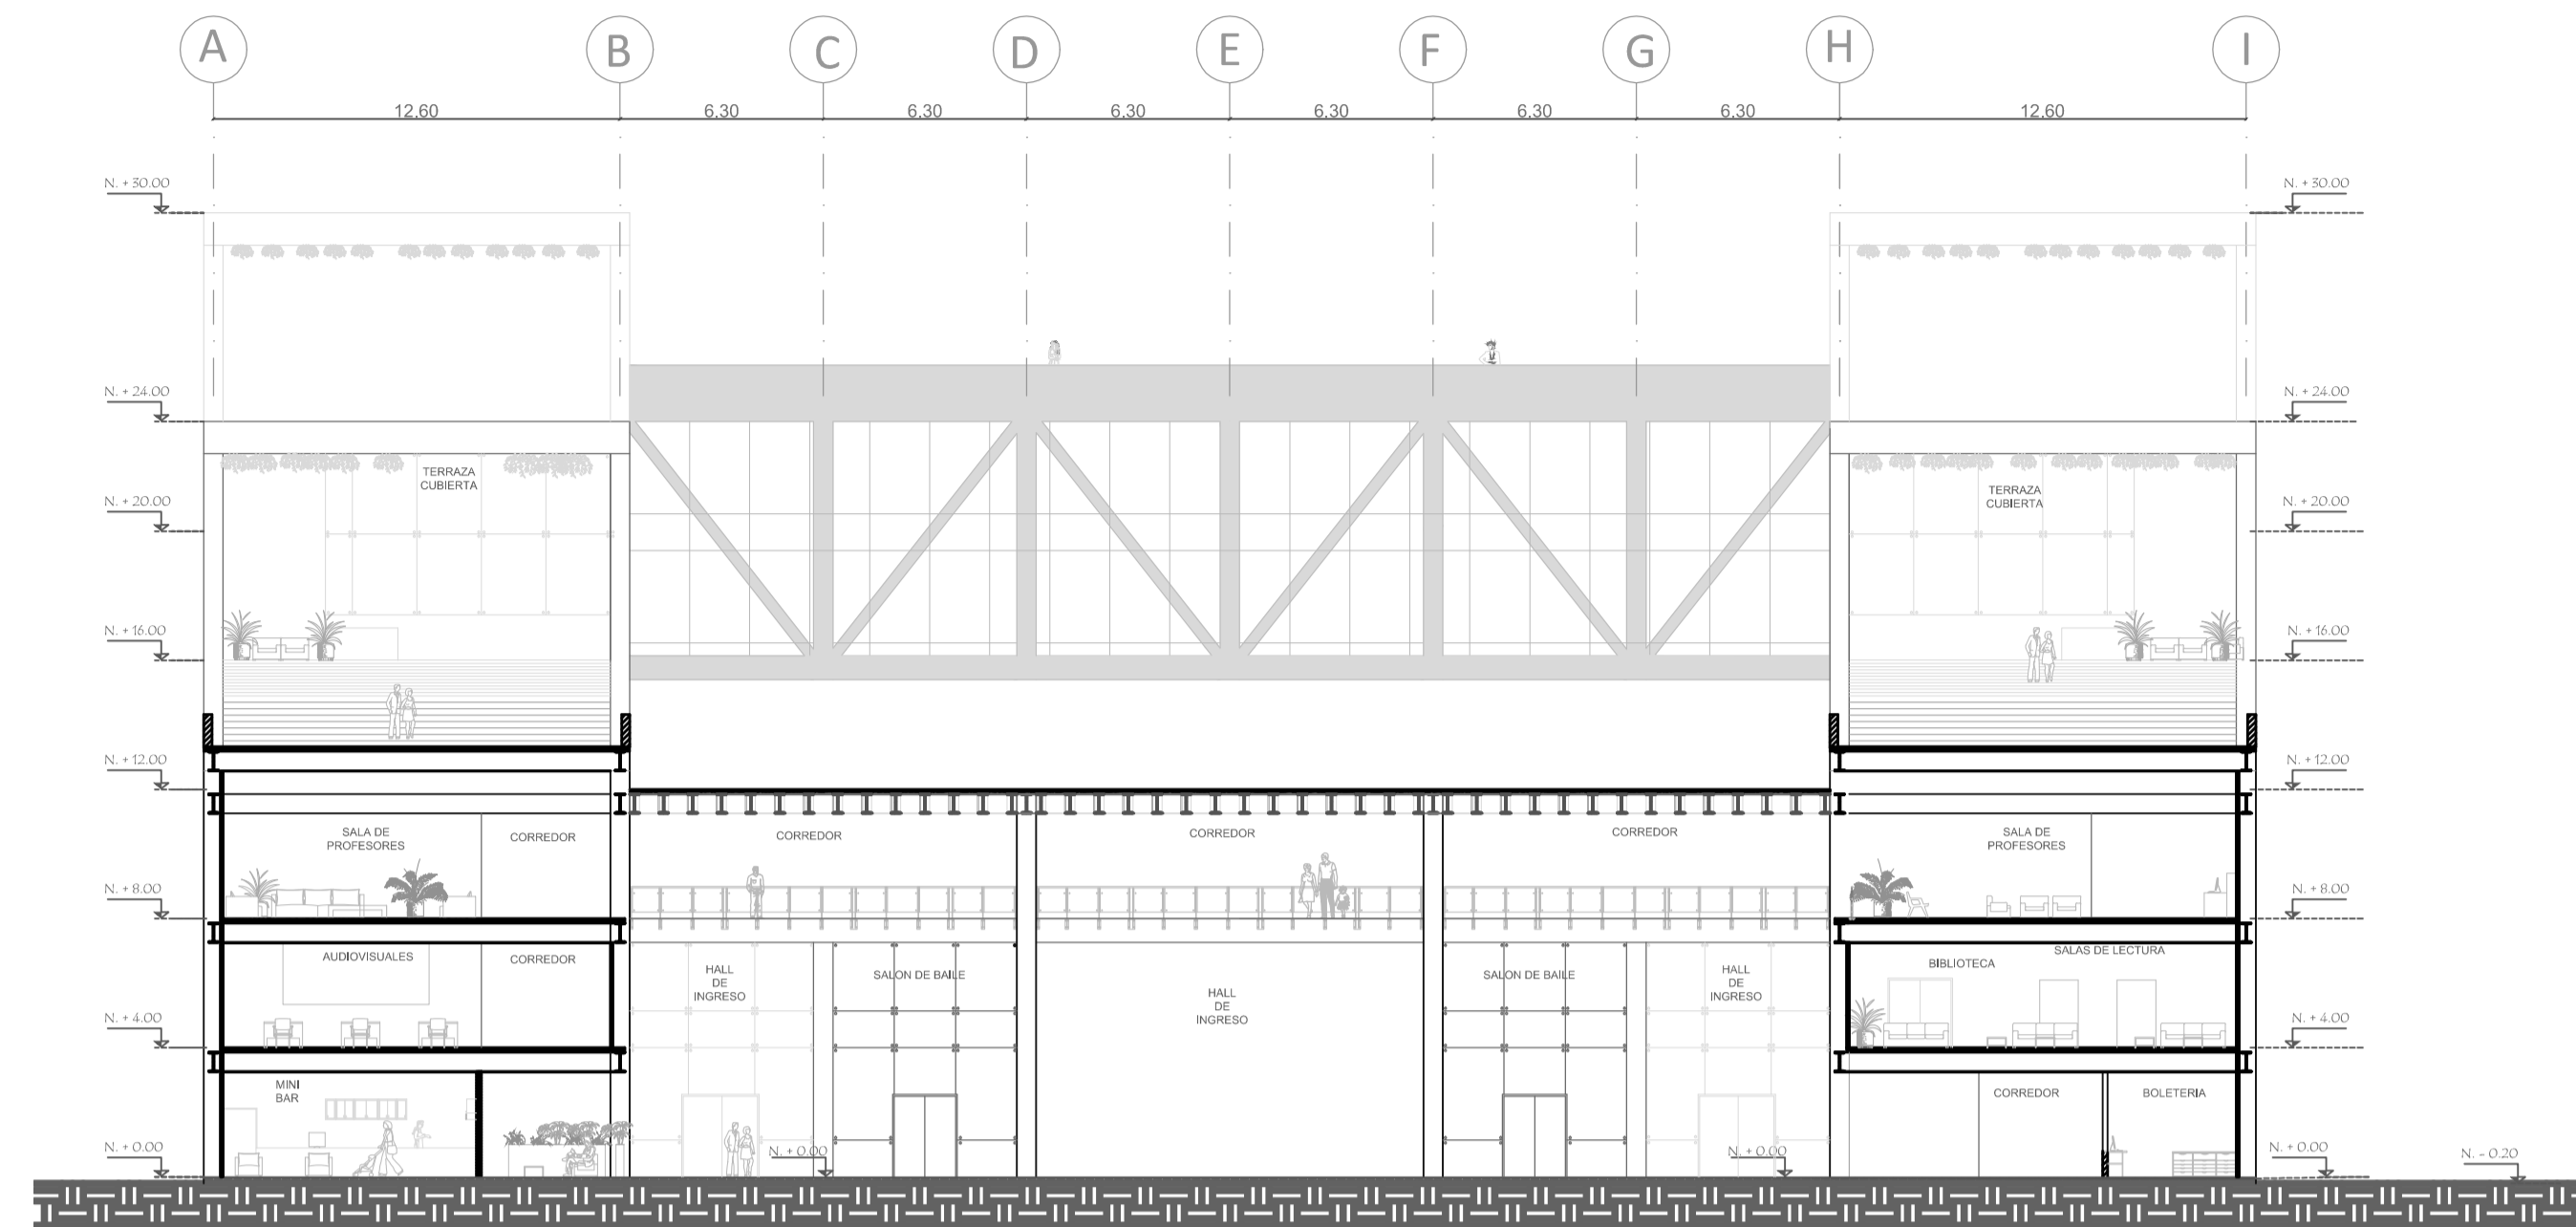 A B C D E F G H I
12.60 6.30 6.30 6.30 6.30 6.30 6.30 12.60
N. + 30.00 N. + 30.00
N. + 24.00 N. + 24.00
TERRAZA
CUBIERTA
TERRAZA
CUBIERTA
N. + 20.00 N. + 20.00
N. + 16.00 N. + 16.00
N. + 12.00 N. + 12.00
SALA DE
PROFESORES
CORREDOR
CORREDOR
CORREDOR
CORREDOR
SALA DE
PROFESORES
N. + 8.00 N. + 8.00
AUDIOVISUALES
CORREDOR
HALL
DE
INGRESO
SALON DE BAILE
HALL
DE
INGRESO
SALON DE BAILE
HALL
DE
INGRESO
BIBLIOTECA
SALAS DE LECTURA
N. + 4.00 N. + 4.00
MINI
BAR
CORREDOR
BOLETERIA
N. + 0.00 N. + 0.00 N. + 0.00 N. + 0.00 N. - 0.20